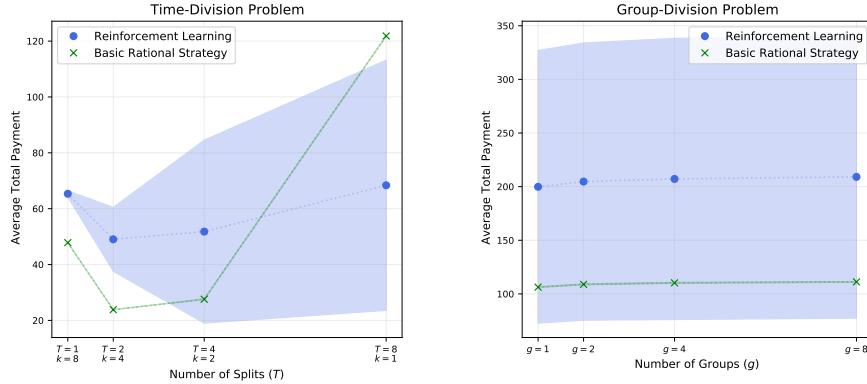 Time-Division Problem
Reinforcement Learning
Basic Rational Strategy
Average Total Payment
120
100
80
60
40
20
T = 1
k = 8
T = 2
k = 4
T = 4
k = 2
T = 8
k = 1
Number of Splits (T)
Group-Division Problem
Reinforcement Learning
Basic Rational Strategy
Average Total Payment
350
300
250
200
150
100
g = 1
g = 2
g = 4
g = 8
Number of Groups (g)